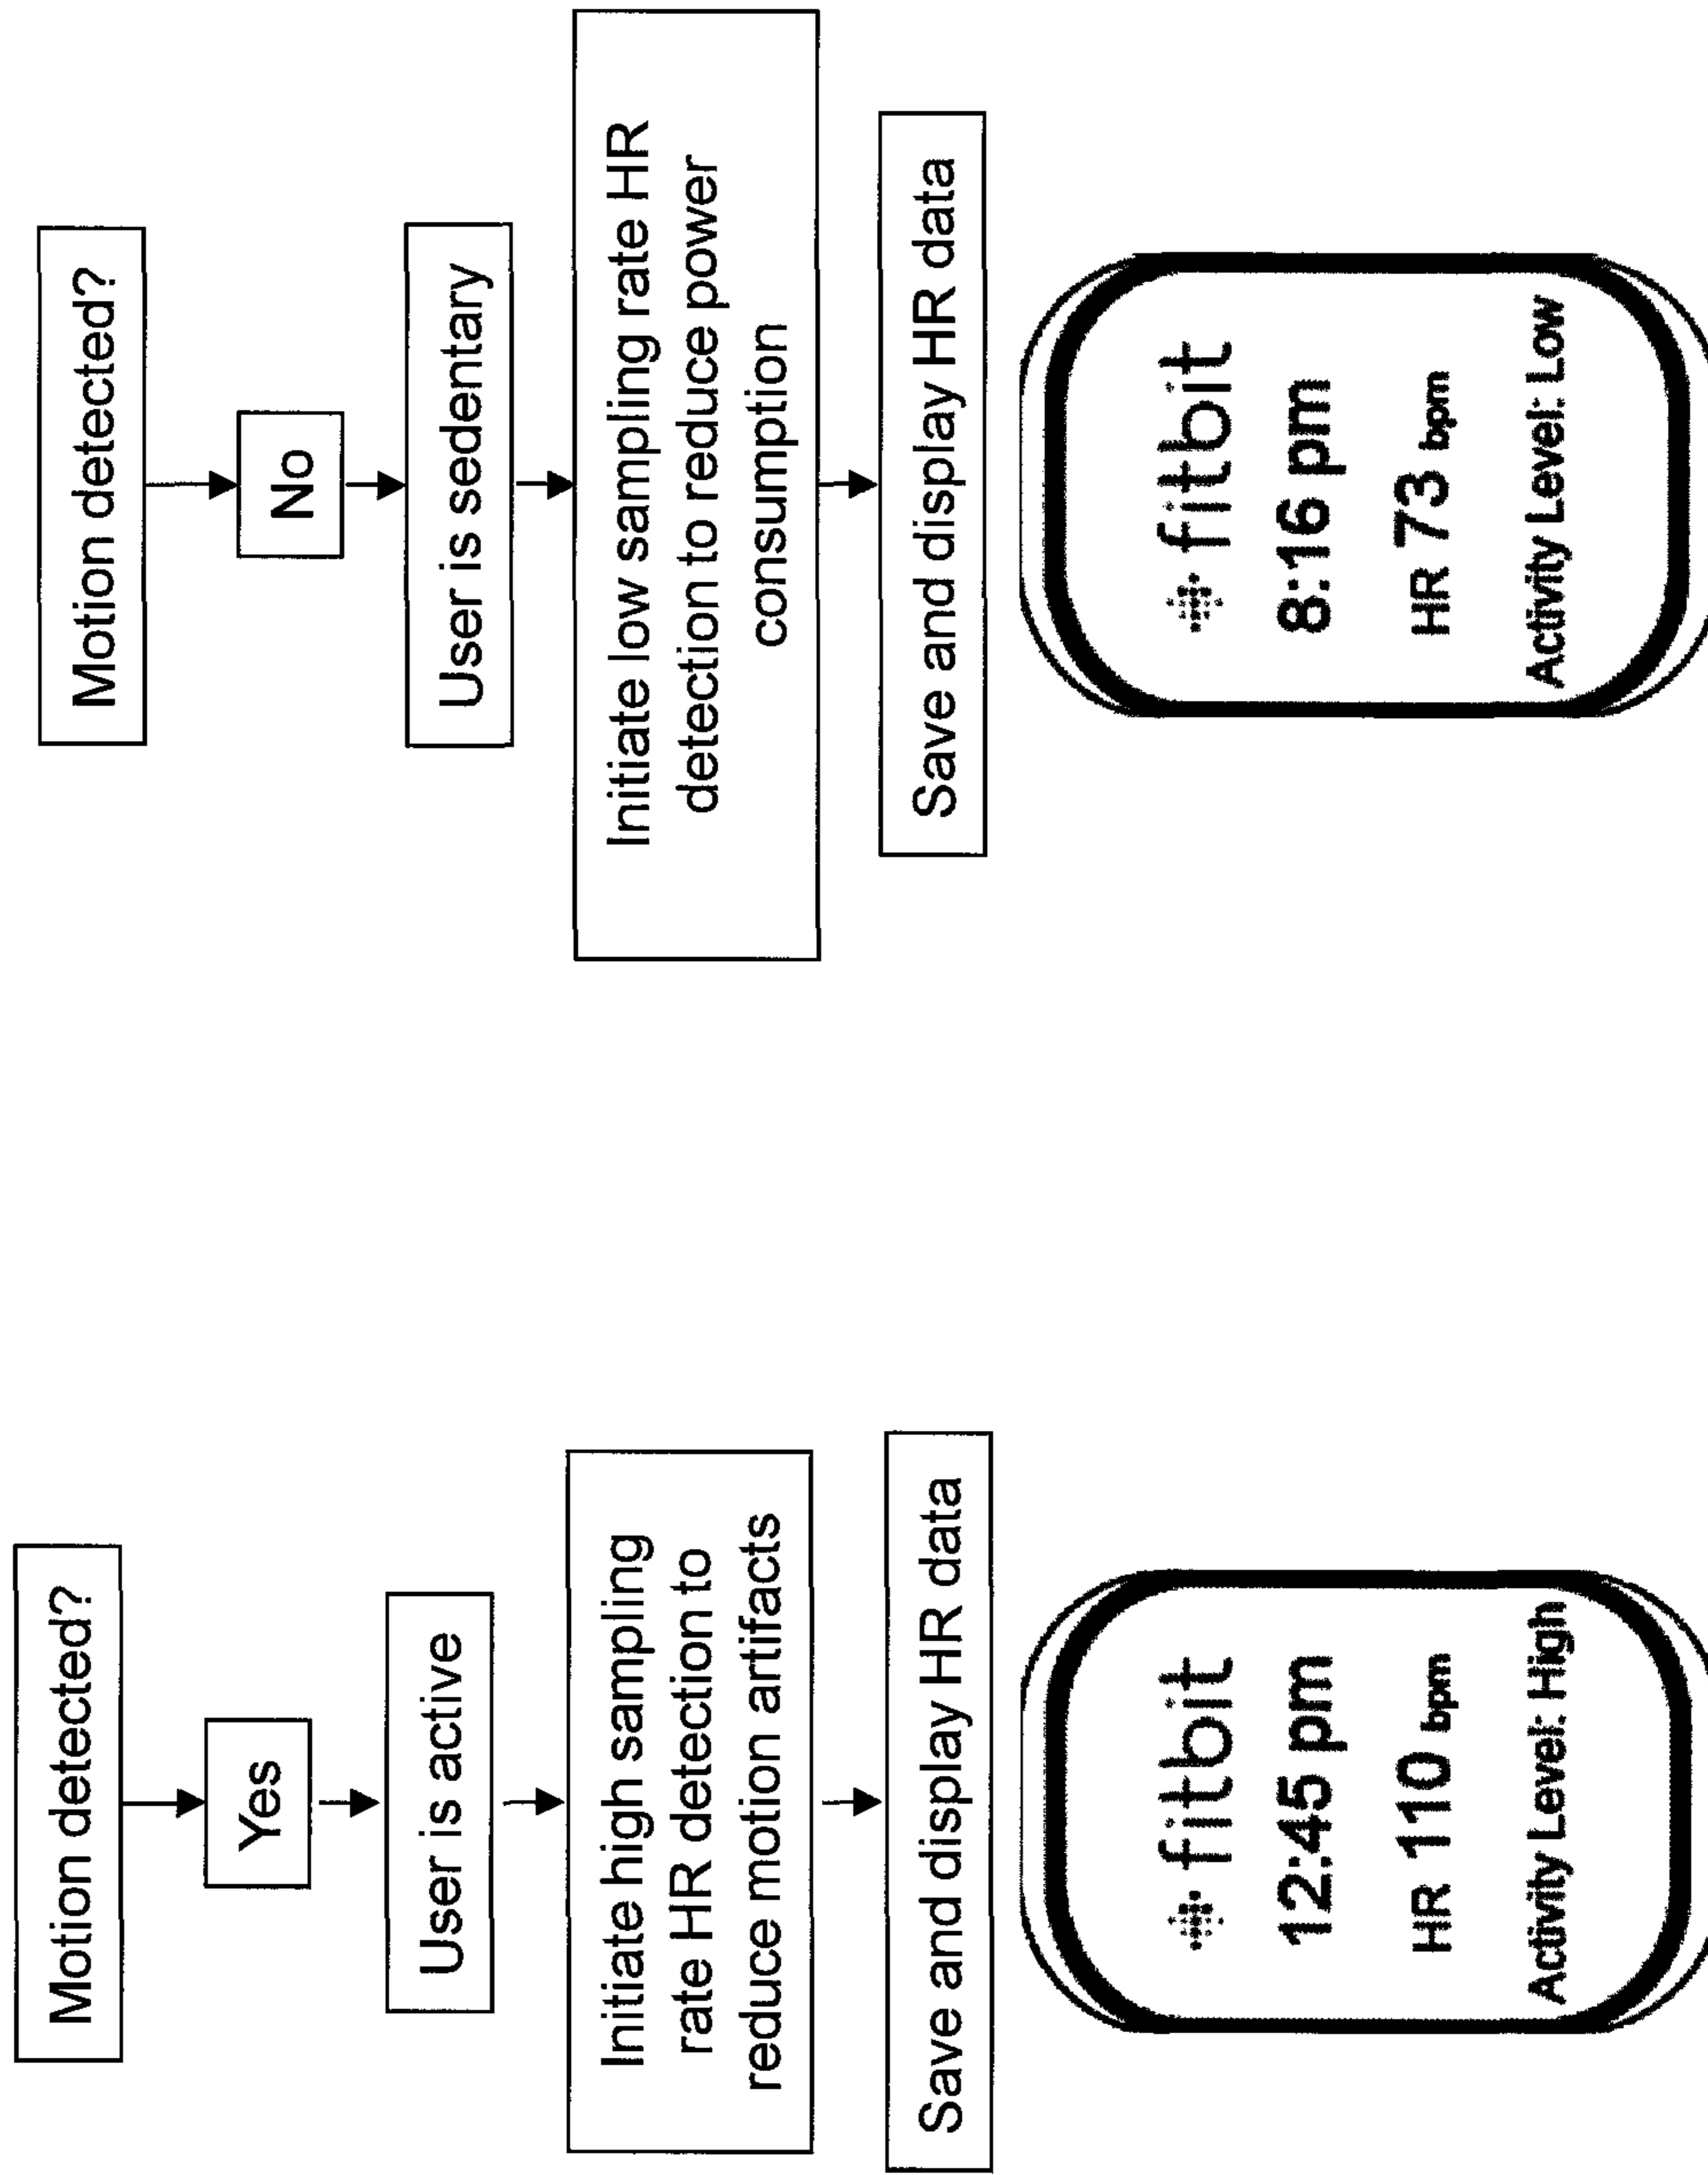 Motion detected?
Yes
User is active
Initiate high sampling
rate HR detection to
reduce motion artifacts
Save and display HR data
fitbit
12:45 pm
HR 110 bpm
Activity Level: High
Motion detected?
No
User is sedentary
Initiate low sampling rate HR
detection to reduce power
consumption
Save and display HR data
fitbit
8:16 pm
HR 73 bpm
Activity Level: Low